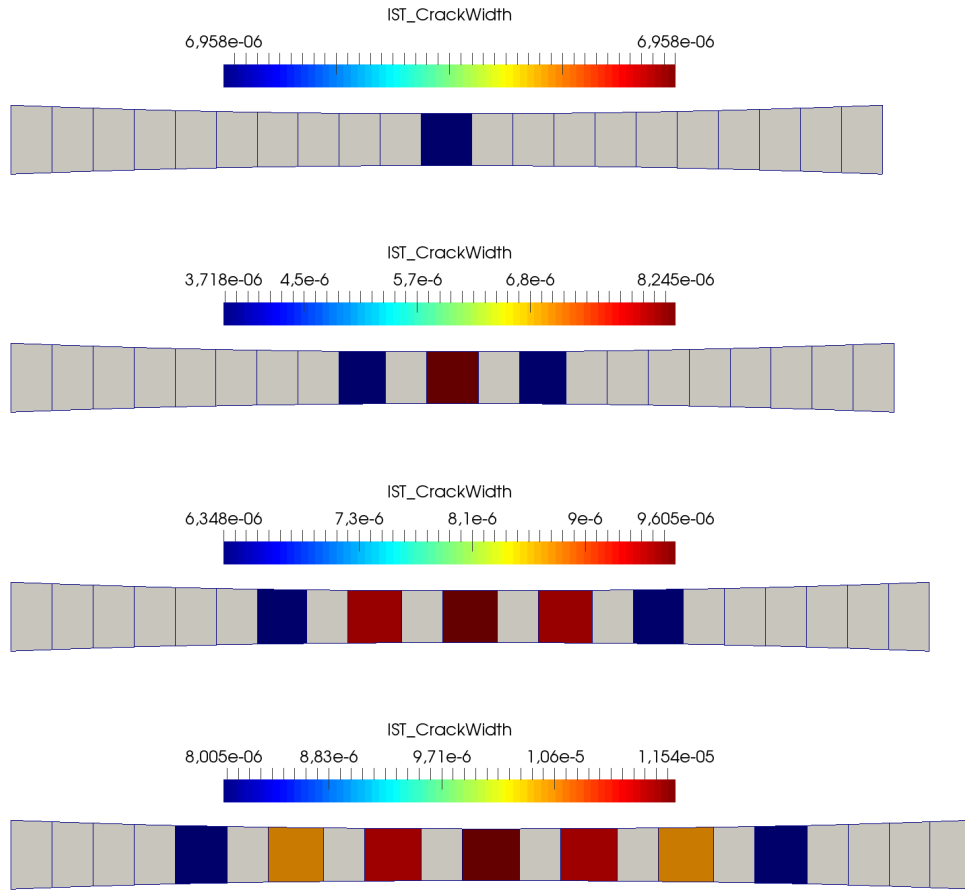 IST_CrackWidth
6,958e-06 6,958e-06
IST_CrackWidth
3,718e-06 4,5e-6 5,7e-6 6,8e-6 8,245e-06
IST_CrackWidth
6,348e-06 7,3e-6 8,1e-6 9e-6 9,605e-06
IST_CrackWidth
8,005e-06 8,83e-6 9,71e-6 1,06e-5 1,154e-05